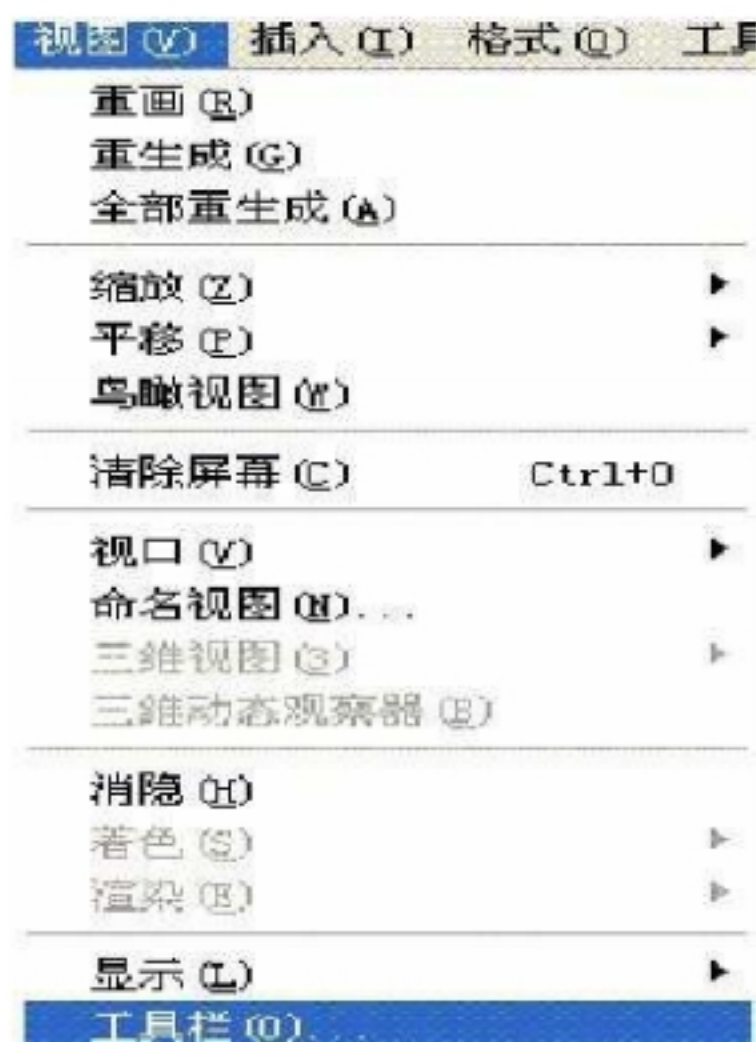 视图(V) 插入(I) 格式(O)
重画(R)
重生成(G)
全部重生成(A)
缩放(Z)
平移(P)
鸟瞰视图(W)
清除屏幕(C) Ctrl+0
视口(V)
命名视图(N)...
三维视图(3)
三维动态观察器(B)
消隐(H)
着色(S)
渲染(E)
显示(L)
工具栏(O)...